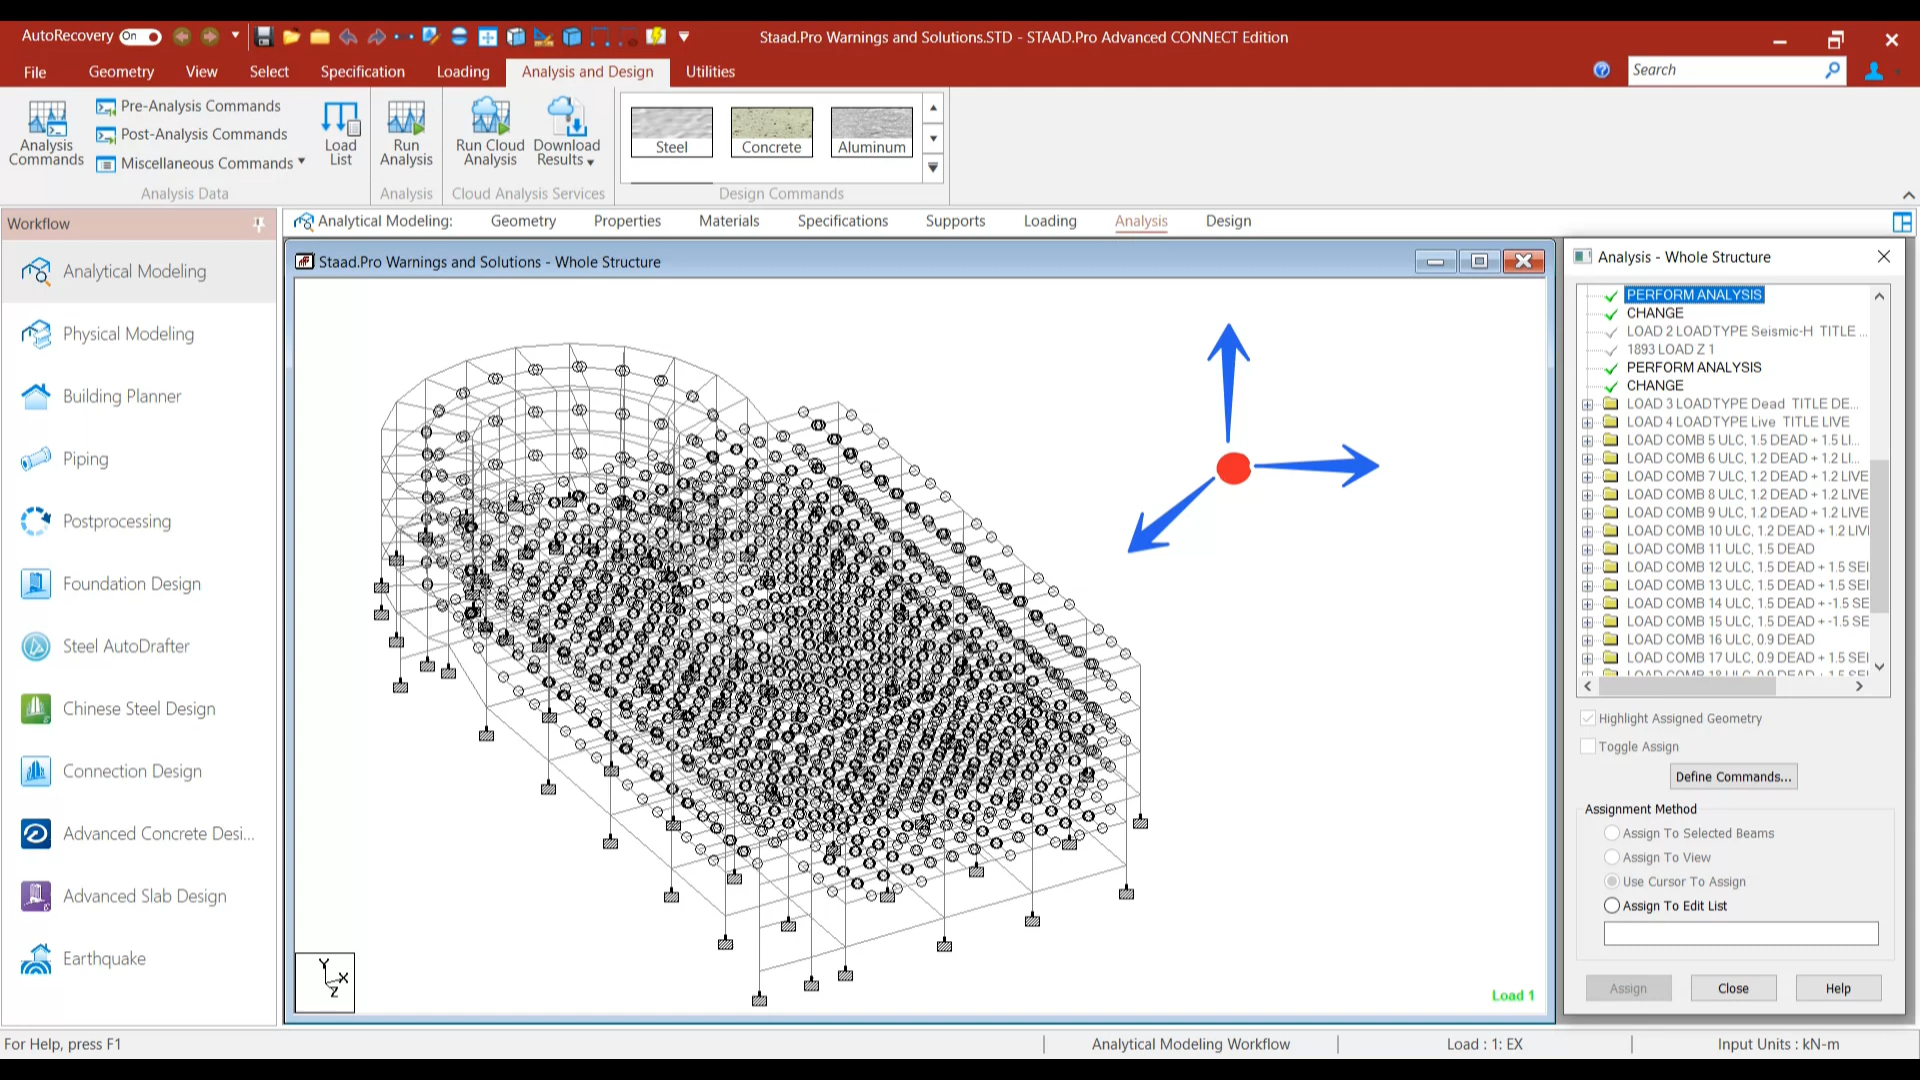 AutoRecovery On
Staad.Pro Warnings and Solutions.STD - STAAD.Pro Advanced CONNECT Edition
File
Geometry
View
Select
Specification
Loading
Analysis and Design
Utilities
Search
Analysis Commands
Pre-Analysis Commands
Post-Analysis Commands
Miscellaneous Commands
Load List
Run Analysis
Run Cloud Analysis
Download Results
Steel
Concrete
Aluminum
Analysis Data
Analysis
Cloud Analysis Services
Design Commands
Workflow
Analytical Modeling:
Geometry
Properties
Materials
Specifications
Supports
Loading
Analysis
Design
Analytical Modeling
Physical Modeling
Building Planner
Piping
Postprocessing
Foundation Design
Steel AutoDrafter
Chinese Steel Design
Connection Design
Advanced Concrete Desi...
Advanced Slab Design
Earthquake
Staad.Pro Warnings and Solutions - Whole Structure
Y
X
Z
Load 1
Analysis - Whole Structure
PERFORM ANALYSIS
CHANGE
LOAD 2 LOADTYPE Seismic-H TITLE ...
1893 LOAD Z 1
PERFORM ANALYSIS
CHANGE
LOAD 3 LOADTYPE Dead TITLE DE...
LOAD 4 LOADTYPE Live TITLE LIVE
LOAD COMB 5 ULC, 1.5 DEAD + 1.5 LI...
LOAD COMB 6 ULC, 1.2 DEAD + 1.2 LI...
LOAD COMB 7 ULC, 1.2 DEAD + 1.2 LIVE
LOAD COMB 8 ULC, 1.2 DEAD + 1.2 LIVE
LOAD COMB 9 ULC, 1.2 DEAD + 1.2 LIVE
LOAD COMB 10 ULC, 1.2 DEAD + 1.2 LIV
LOAD COMB 11 ULC, 1.5 DEAD
LOAD COMB 12 ULC, 1.5 DEAD + 1.5 SEI
LOAD COMB 13 ULC, 1.5 DEAD + 1.5 SEI
LOAD COMB 14 ULC, 1.5 DEAD + -1.5 SE
LOAD COMB 15 ULC, 1.5 DEAD + -1.5 SE
LOAD COMB 16 ULC, 0.9 DEAD
LOAD COMB 17 ULC, 0.9 DEAD + 1.5 SEI
LOAD COMB 18 ULC, 0.9 DEAD + 1.5 SEI
Highlight Assigned Geometry
Toggle Assign
Define Commands...
Assignment Method
Assign To Selected Beams
Assign To View
Use Cursor To Assign
Assign To Edit List
Assign
Close
Help
For Help, press F1
Analytical Modeling Workflow
Load : 1: EX
Input Units : kN-m